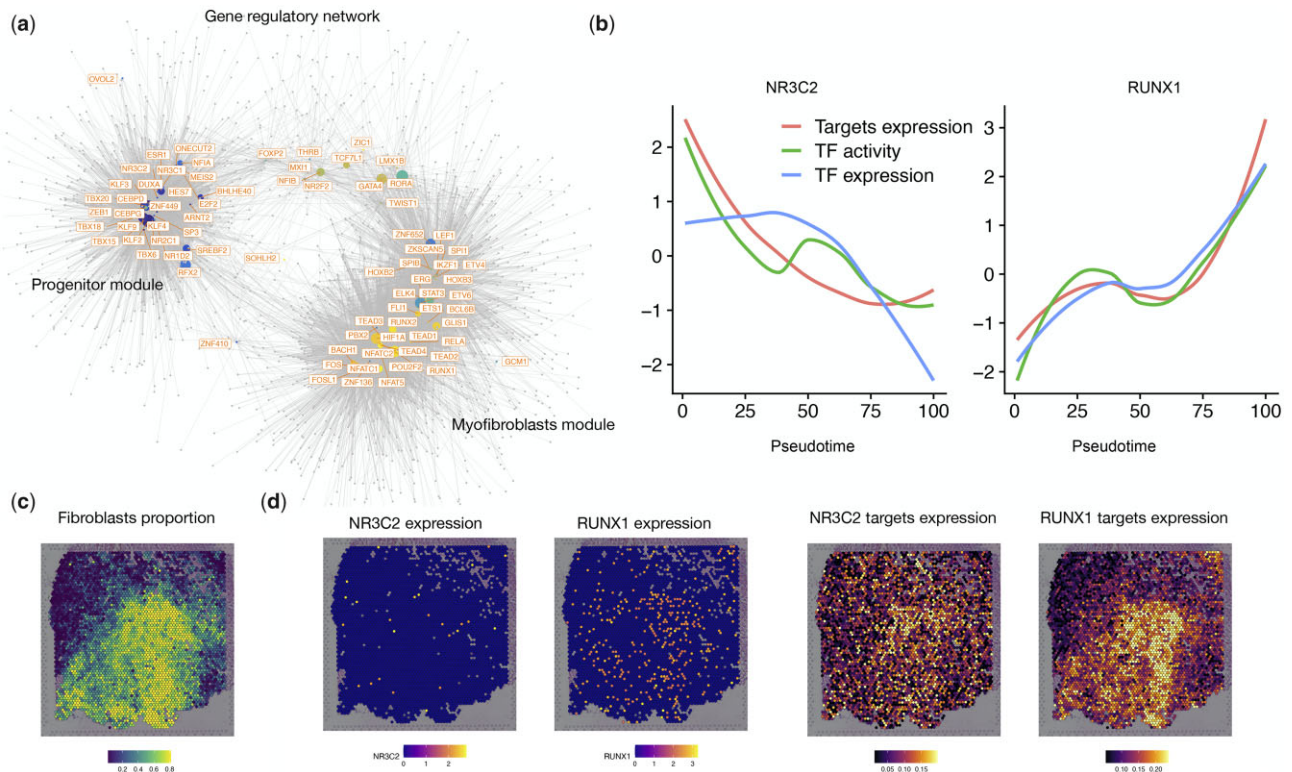 (a)
Gene regulatory network
OVOL2
ONECUT2
ESR1
NFIA
NR3C2
NR3C1
MEIS2
KLF3
DUXA
HES7
BHLHE40
TBX20
CEBPD
ZNF449
E2F2
ZEB1
CEBPG
ARNT2
TBX18
KLF9
KLF4
SP3
TBX15
KLF2
NR2C1
TBX6
NR1D2
SREBF2
RFX2
SOHLH2
Progenitor module
ZIC1
THRB
FOXP2
TCF7L1
MXI1
LMX1B
NFIB
NR2F2
GATA4
RORA
TWIST1
ZNF652
LEF1
ZKSCAN5
SPI1
SPIB
IKZF1
ETV4
HOXB2
ERG
HOXB3
ELK4
STAT3
ETV6
FLI1
ETS1
BCL6B
TEAD3
RUNX2
GLIS1
PBX2
HIF1A
TEAD1
RELA
ZNF410
BACH1
NFATC2
TEAD4
TEAD2
GCM1
FOS
NFATC1
POU2F2
RUNX1
FOSL1
ZNF136
NFAT5
Myofibroblasts module
(b)
NR3C2
RUNX1
Targets expression
TF activity
TF expression
2
1
0
-1
-2
0 25 50 75 100
Pseudotime
3
2
1
0
-1
-2
0 25 50 75 100
Pseudotime
(c)
Fibroblasts proportion
0.2 0.4 0.6 0.8
(d)
NR3C2 expression
NR3C2
0 1 2
RUNX1 expression
RUNX1
0 1 2 3
NR3C2 targets expression
0.05 0.10 0.15
RUNX1 targets expression
0.10 0.15 0.20